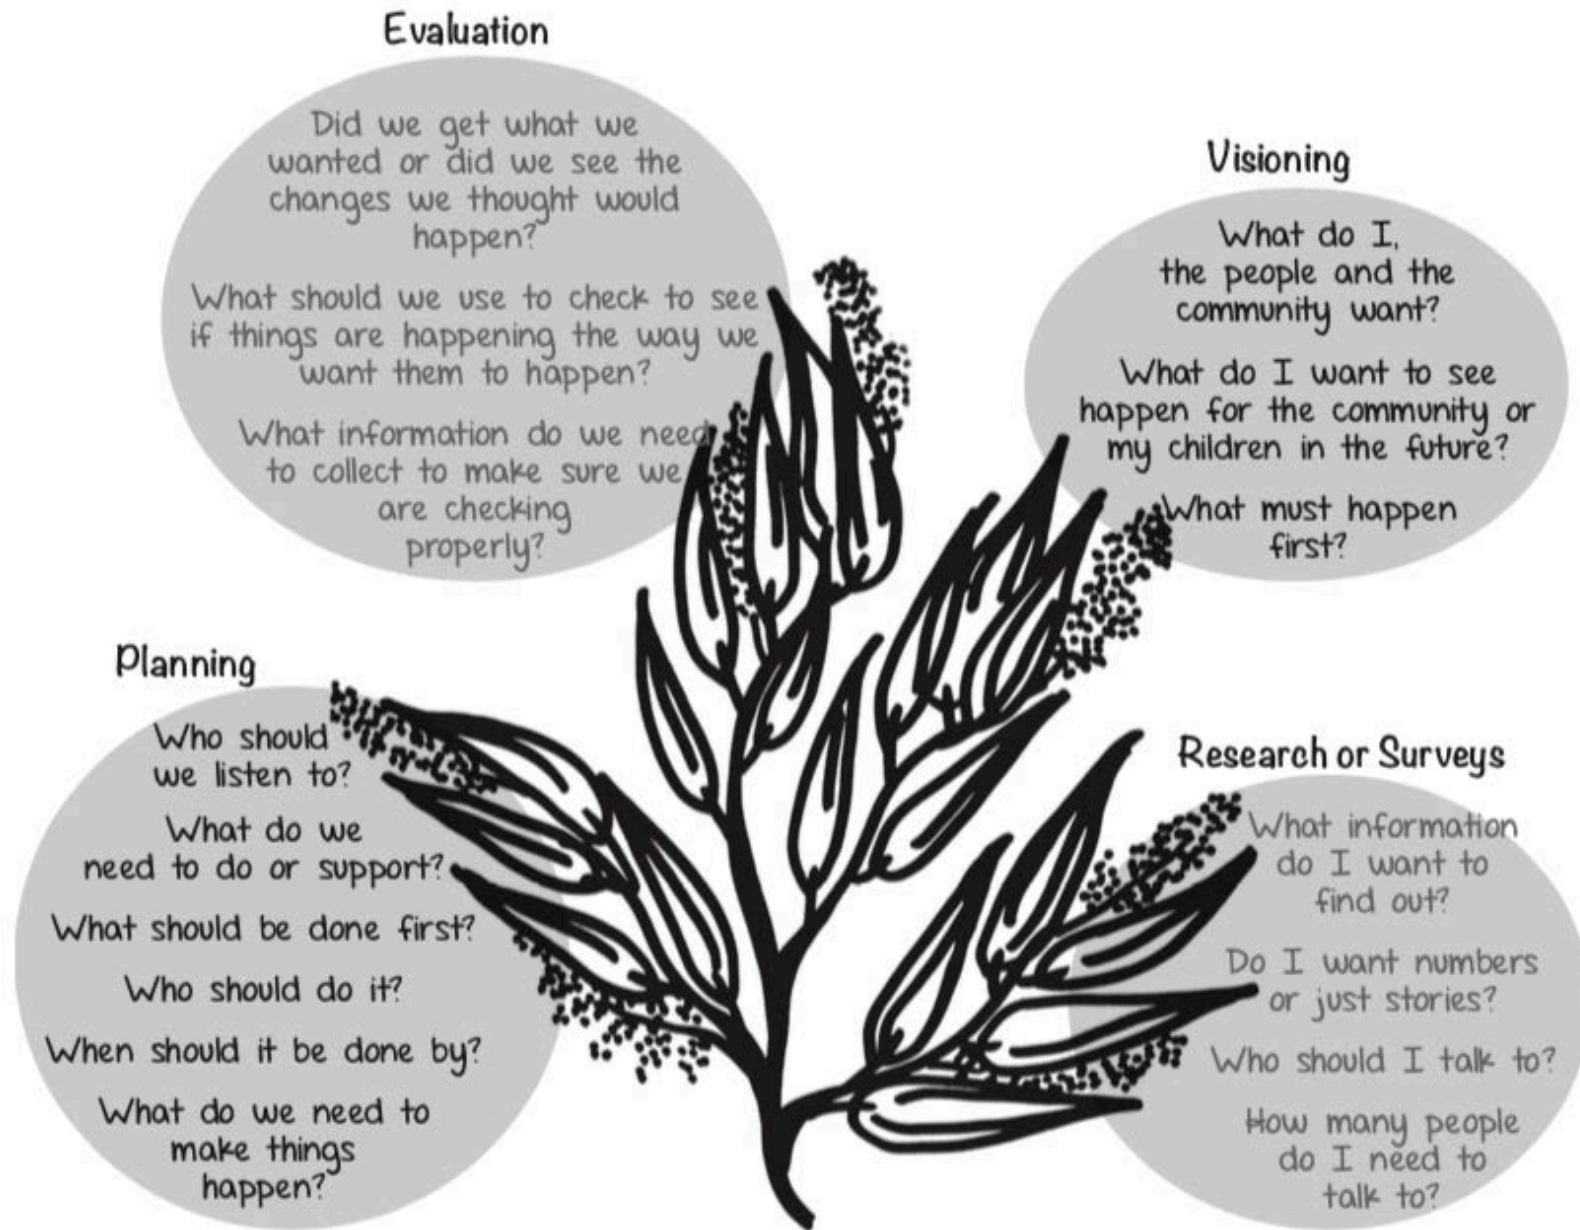 Evaluation
Did we get what we
wanted or did we see the
changes we thought would
happen?
What should we use to check to see
if things are happening the way we
want them to happen?
What information do we need
to collect to make sure we
are checking
properly?
Visioning
What do I,
the people and the
community want?
What do I want to see
happen for the community or
my children in the future?
What must happen
first?
Planning
Who should
we listen to?
What do we
need to do or support?
What should be done first?
Who should do it?
When should it be done by?
What do we need to
make things
happen?
Research or Surveys
What information
do I want to
find out?
Do I want numbers
or just stories?
Who should I talk to?
How many people
do I need to
talk to?